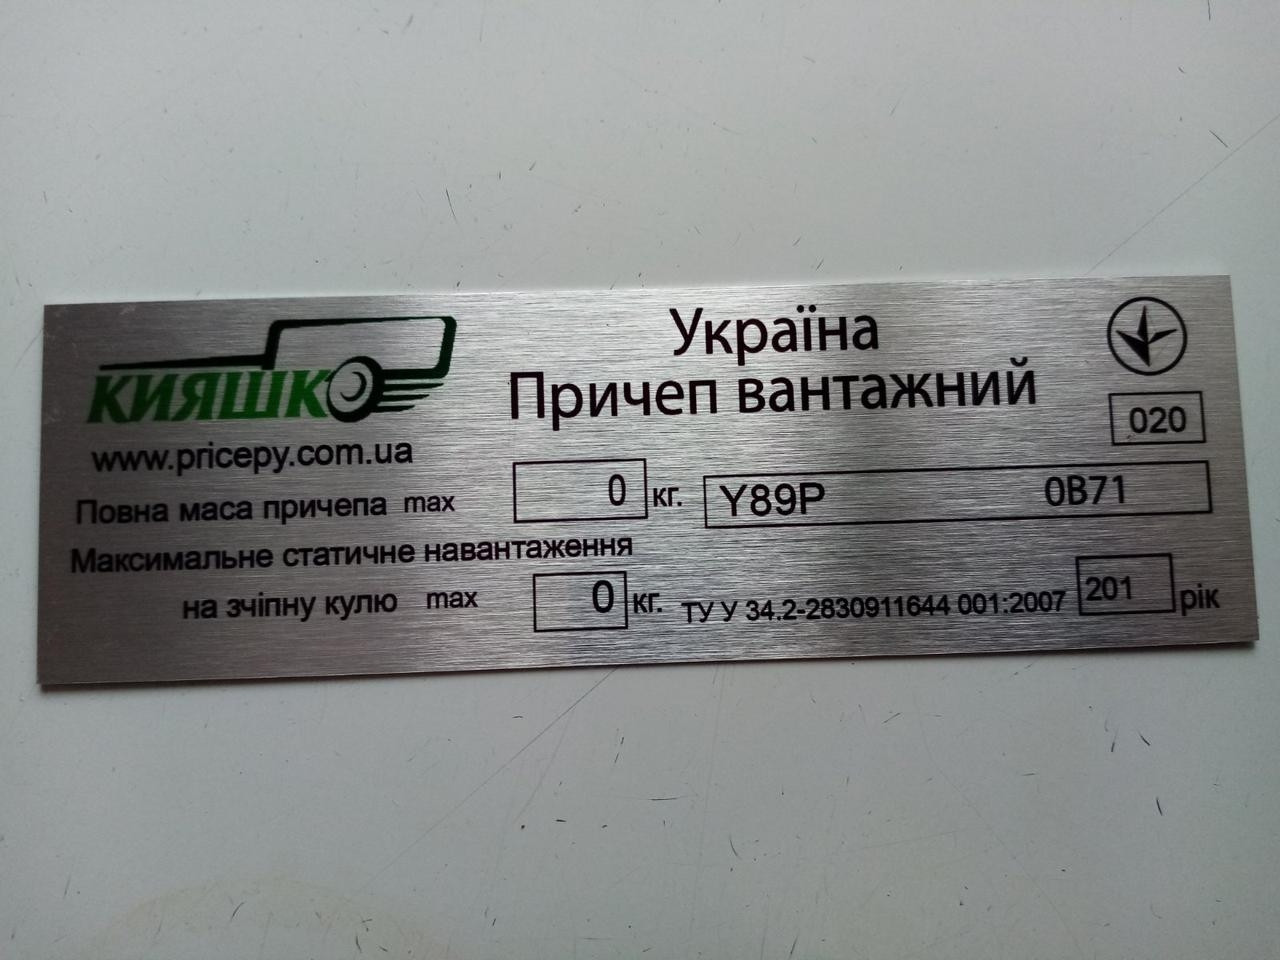 КИЯШКО
www.pricepy.com.ua
Україна
Причеп вантажний
020
Повна маса причепа max 0 кг.
Y89P 0B71
Максимальне статичне навантаження
на зчіпну кулю max 0 кг.
ТУ У 34.2-2830911644 001:2007 201 рік